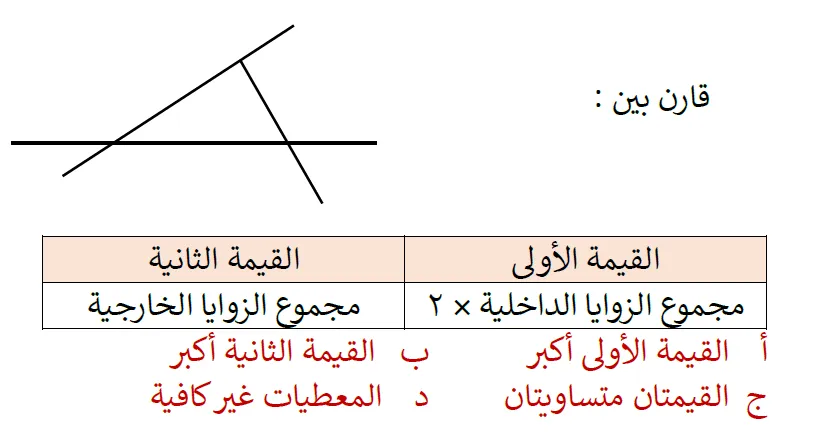 قارن بين :
القيمة الأولى القيمة الثانية
مجموع الزوايا الداخلية × ٢ مجموع الزوايا الخارجية
أ القيمة الأولى أكبر ب القيمة الثانية أكبر
ج القيمتان متساويتان د المعطيات غير كافية